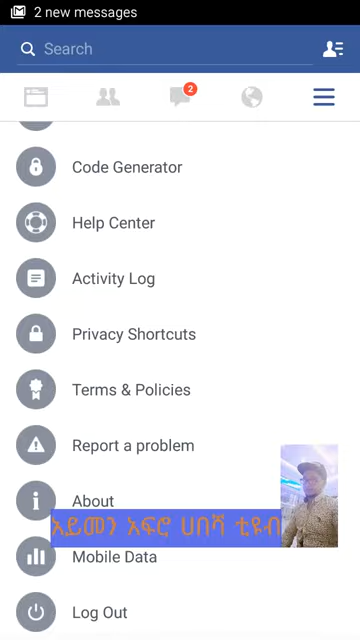 2 new messages
Search
2
Code Generator
Help Center
Activity Log
Privacy Shortcuts
Terms & Policies
Report a problem
About
አይመን አፍሮ ሀበሻ ቲዩብ
Mobile Data
Log Out